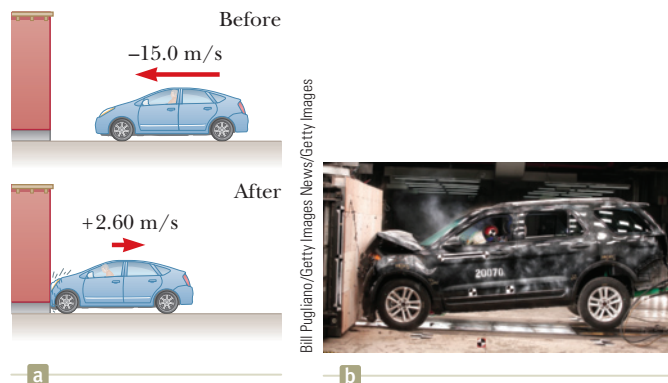 Before
–15.0 m/s
After
+2.60 m/s
a
Bill Pugliano/Getty Images News/Getty Images
20070
b